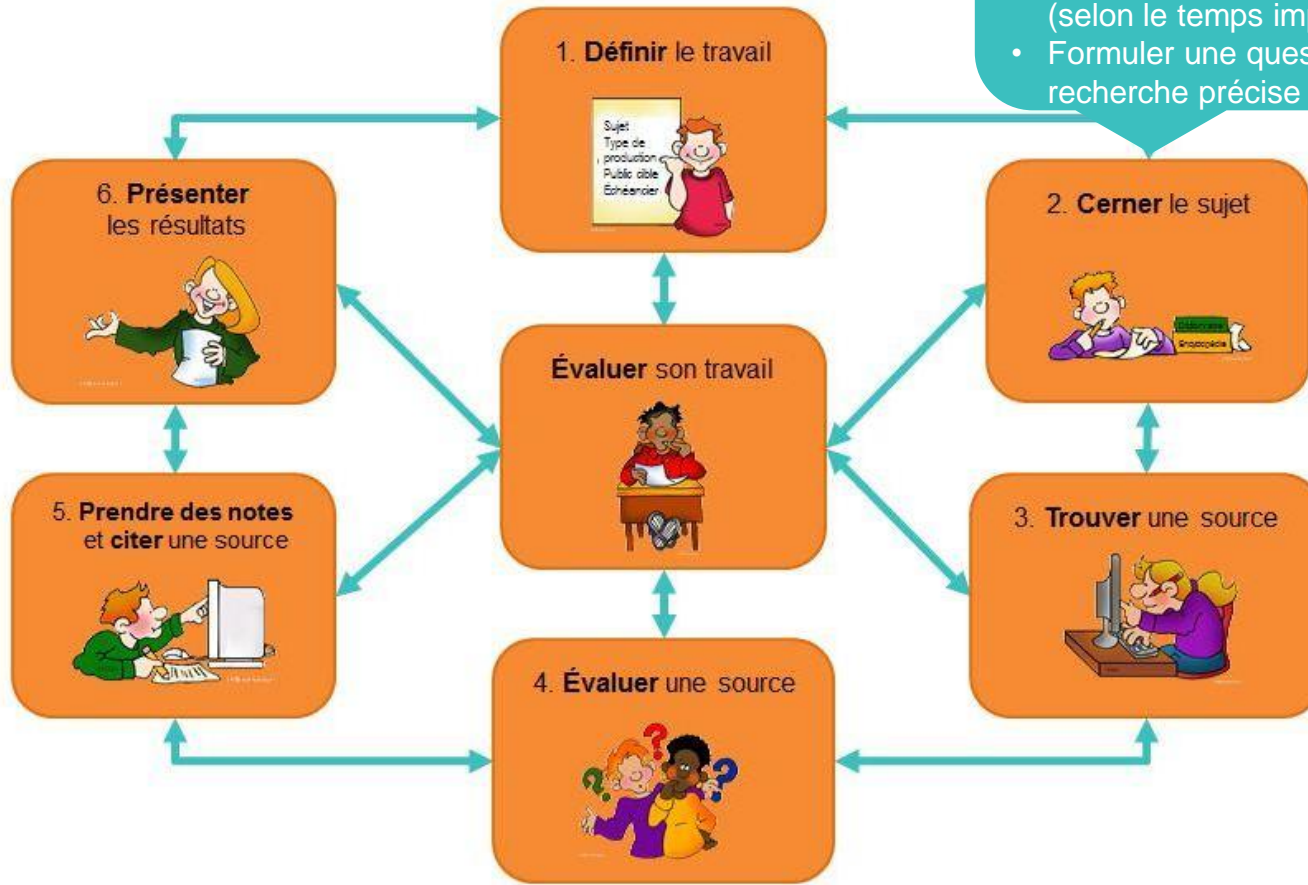 (selon le temps im
• Formuler une ques
recherche précise
1. Définir le travail
Sujet
Type de
production
Public cible
Échéancier
2. Cerner le sujet
Encyclopédie
3. Trouver une source
4. Évaluer une source
5. Prendre des notes
et citer une source
6. Présenter
les résultats
Évaluer son travail